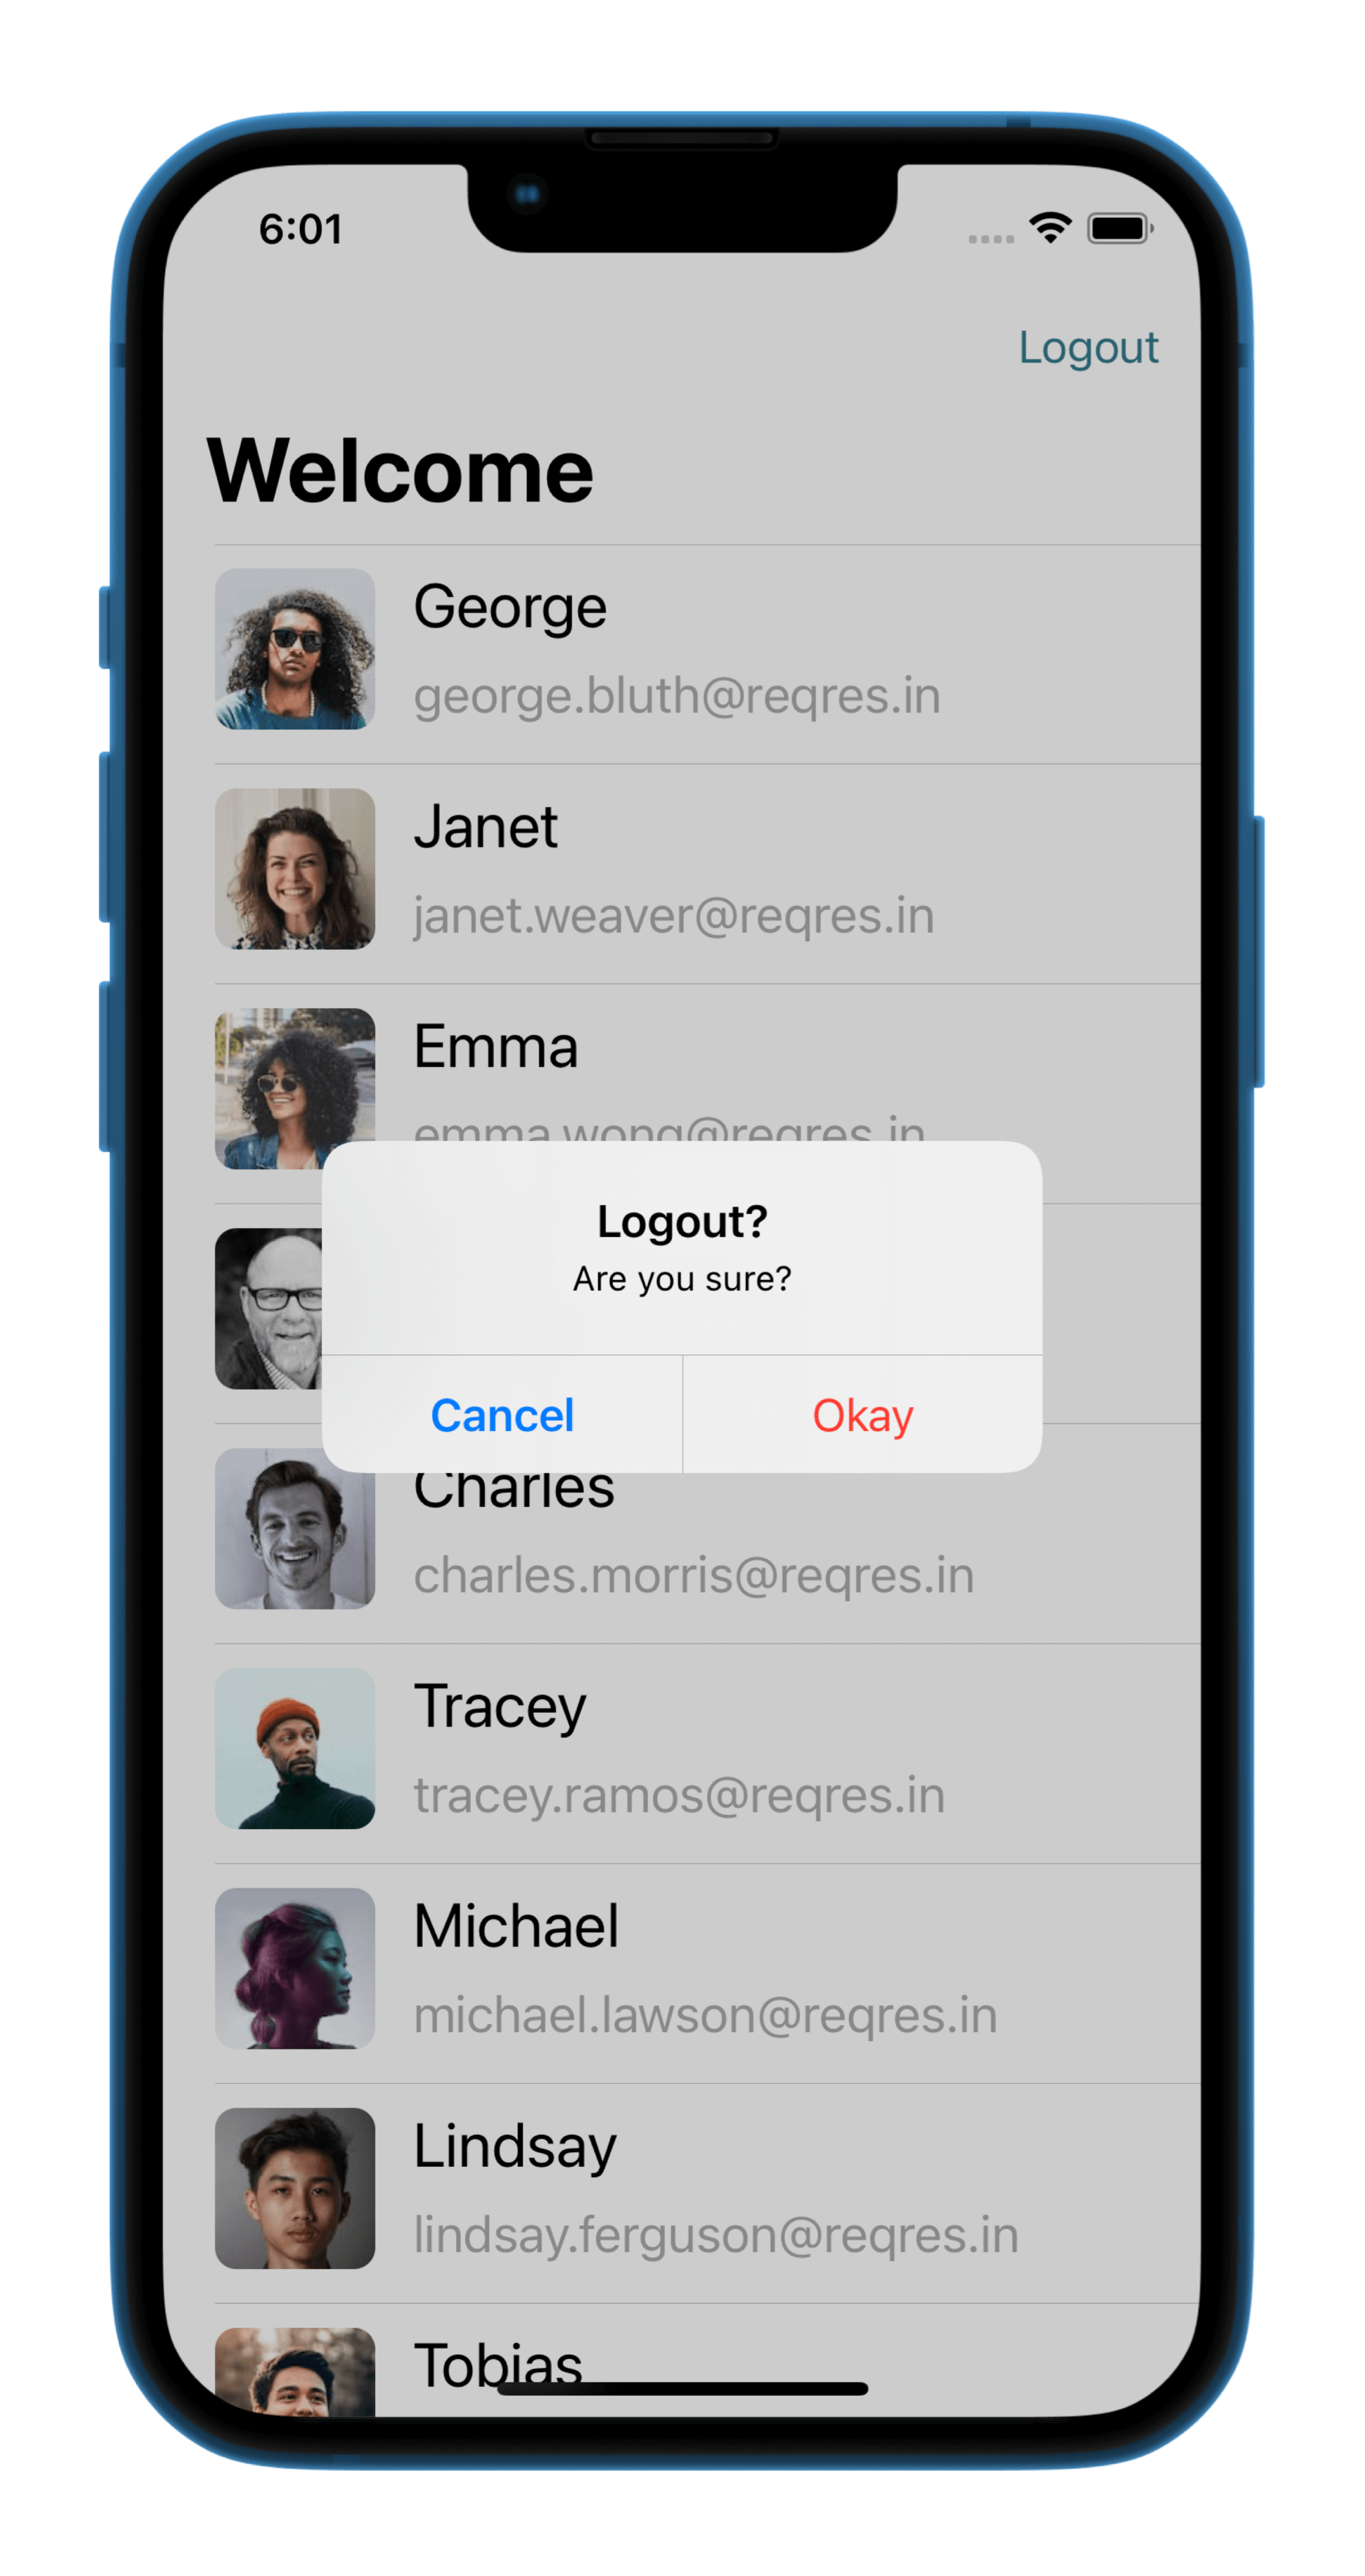 6:01
Logout
Welcome
George
george.bluth@reqres.in
Janet
janet.weaver@reqres.in
Emma
emma.wong@reqres.in
Logout?
Are you sure?
Cancel
Okay
Charles
charles.morris@reqres.in
Tracey
tracey.ramos@reqres.in
Michael
michael.lawson@reqres.in
Lindsay
lindsay.ferguson@reqres.in
Tobias